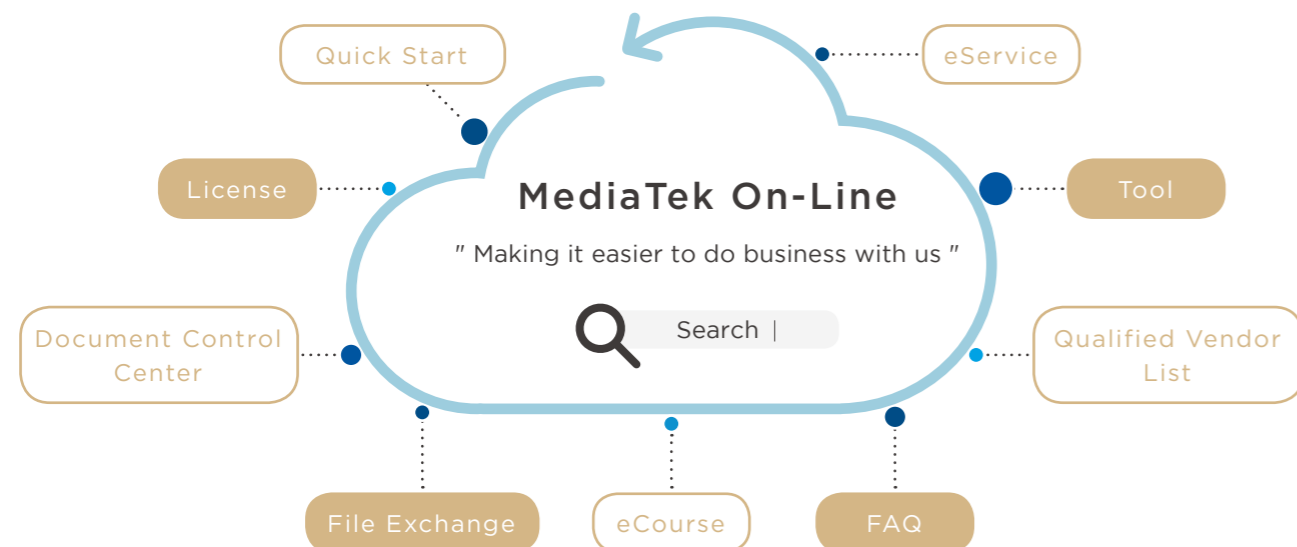 Quick Start
eService
License
MediaTek On-Line
Tool
" Making it easier to do business with us "
Search |
Document Control
Center
Qualified Vendor
List
File Exchange
eCourse
FAQ